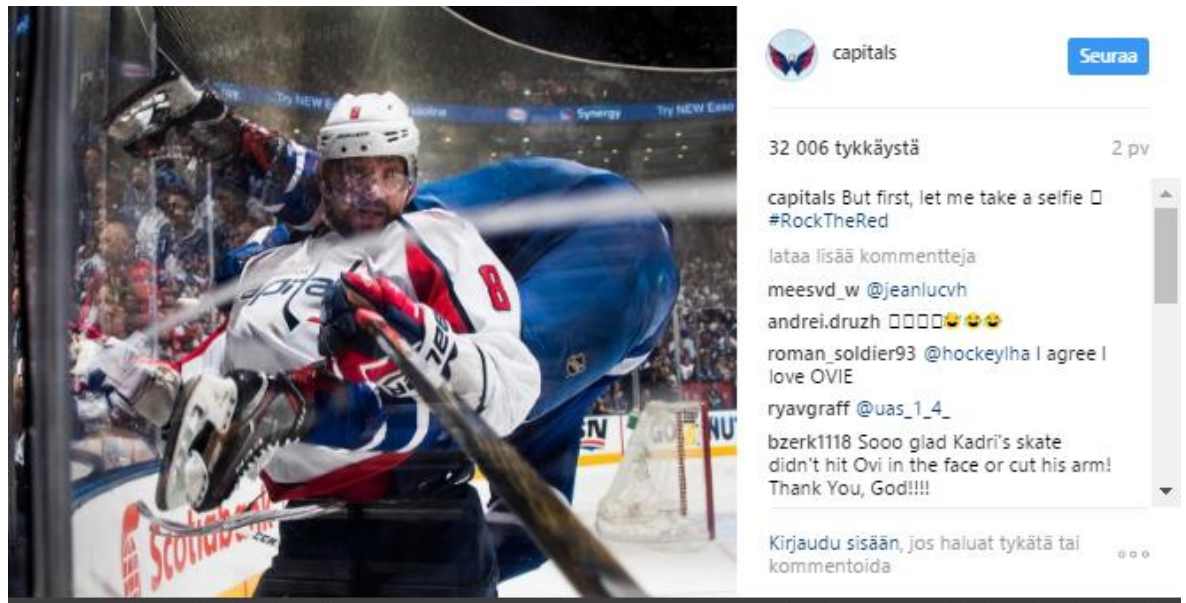 Try NEW
Synergy
Try NEW Esso
8
8
Scotiabank
CCM
capitals
Seuraa
32 006 tykkäystä
2 pv
capitals But first, let me take a selfie
#RockTheRed
lataa lisää kommentteja
meesvd_w @jeanlucvh
andrei.druzh 😂😂😂
roman_soldier93 @hockeylha I agree I
love OVIE
ryavgraff @uas_1_4_
bzerk1118 Sooo glad Kadri's skate
didn't hit Ovi in the face or cut his arm!
Thank You, God!!!!
Kirjaudu sisään, jos haluat tykätä tai
kommentoida